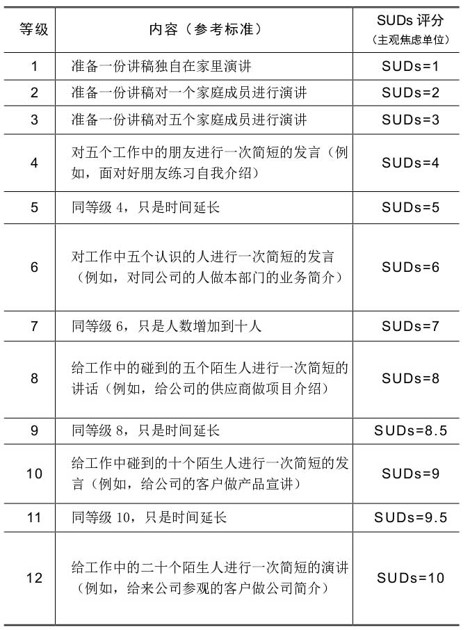 等级 内容（参考标准） SUDs 评分
（主观焦虑单位）
1 准备一份讲稿独自在家里演讲 SUDs=1
2 准备一份讲稿对一个家庭成员进行演讲 SUDs=2
3 准备一份讲稿对五个家庭成员进行演讲 SUDs=3
4 对五个工作中的朋友进行一次简短的发言（例 SUDs=4
如，面对好朋友练习自我介绍）
5 同等级 4，只是时间延长 SUDs=5
6 对工作中五个认识的人进行一次简短的发言 SUDs=6
（例如，对同公司的人做本部门的业务简介）
7 同等级 6，只是人数增加到十人 SUDs=7
8 给工作中的碰到的五个陌生人进行一次简短的 SUDs=8
讲话（例如，给公司的供应商做项目介绍）
9 同等级 8，只是时间延长 SUDs=8.5
10 给工作中碰到的十个陌生人进行一次简短的发 SUDs=9
言（例如，给公司的客户做产品宣讲）
11 同等级 10，只是时间延长 SUDs=9.5
12 给工作中的二十个陌生人进行一次简短的演讲 SUDs=10
（例如，给来公司参观的客户做公司简介）